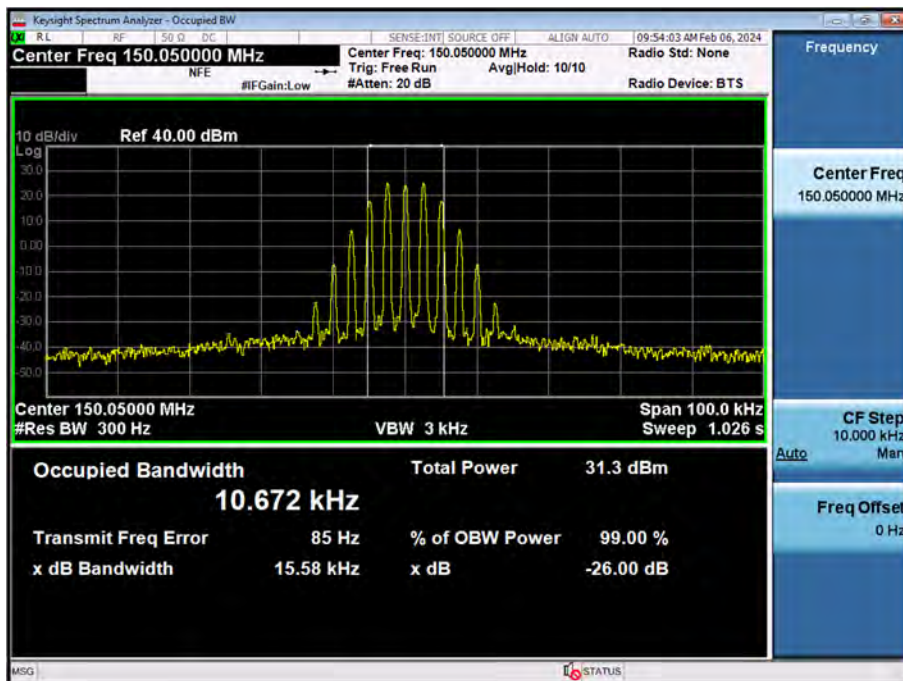 Keysight Spectrum Analyzer - Occupied BW
LXI RL RF 50 Ω DC SENSE:INT SOURCE OFF ALIGN AUTO 09:54:03 AM Feb 06, 2024
Center Freq 150.050000 MHz
NFE
#IFGain:Low
Center Freq: 150.050000 MHz
Trig: Free Run Avg|Hold: 10/10
#Atten: 20 dB
Radio Std: None
Radio Device: BTS
10 dB/div Ref 40.00 dBm
Log
30.0
20.0
10.0
0.00
-10.0
-20.0
-30.0
-40.0
-50.0
Center 150.05000 MHz Span 100.0 kHz
#Res BW 300 Hz VBW 3 kHz Sweep 1.026 s
Occupied Bandwidth Total Power 31.3 dBm
10.672 kHz
Transmit Freq Error 85 Hz % of OBW Power 99.00 %
x dB Bandwidth 15.58 kHz x dB -26.00 dB
Frequency
Center Freq
150.050000 MHz
CF Step
10.000 kHz
Auto Man
Freq Offset
0 Hz
MSG STATUS